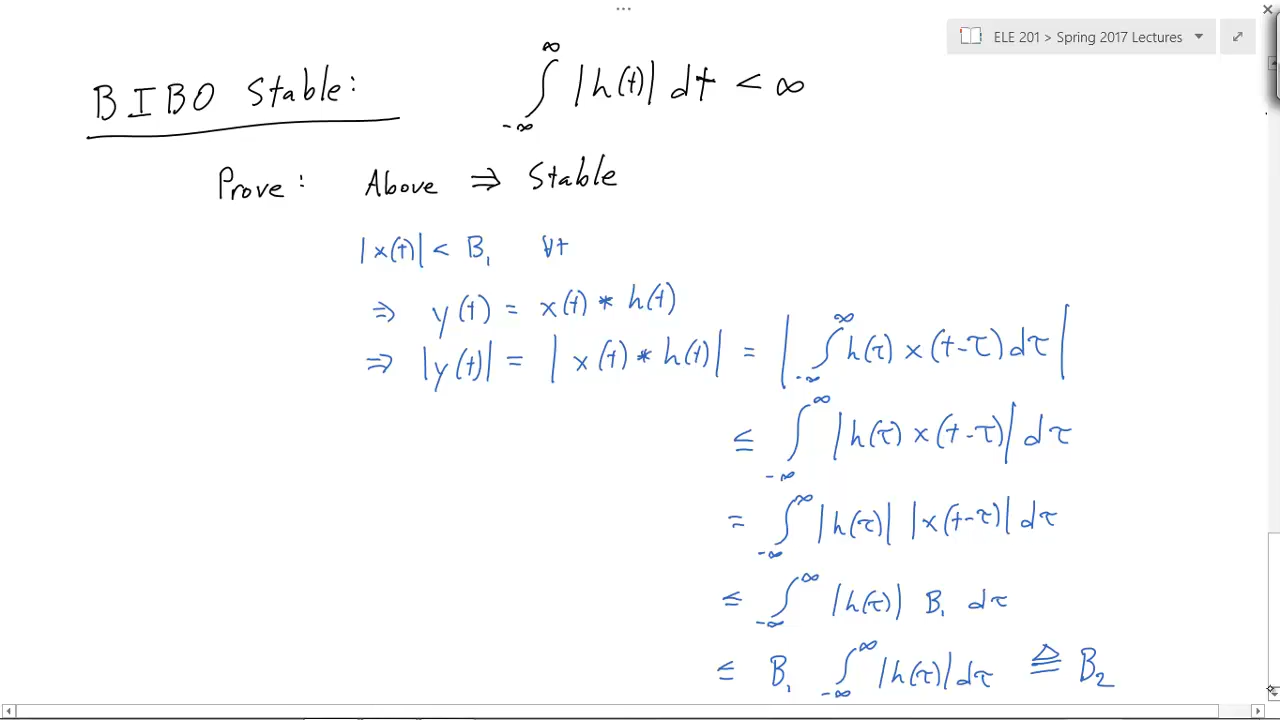 ELE 201 > Spring 2017 Lectures
BIBO Stable: ∫_{-∞}^{∞} |h(t)| dt < ∞
Prove: Above ⇒ Stable
|x(t)| < B₁ ∀t
⇒ y(t) = x(t) * h(t)
⇒ |y(t)| = | x(t) * h(t)| = | ∫_{-∞}^{∞} h(τ) x(t-τ) dτ |
≤ ∫_{-∞}^{∞} |h(τ) x(t-τ)| dτ
= ∫_{-∞}^{∞} |h(τ)| |x(t-τ)| dτ
≤ ∫_{-∞}^{∞} |h(τ)| B₁ dτ
≤ B₁ ∫_{-∞}^{∞} |h(τ)| dτ ≜ B₂